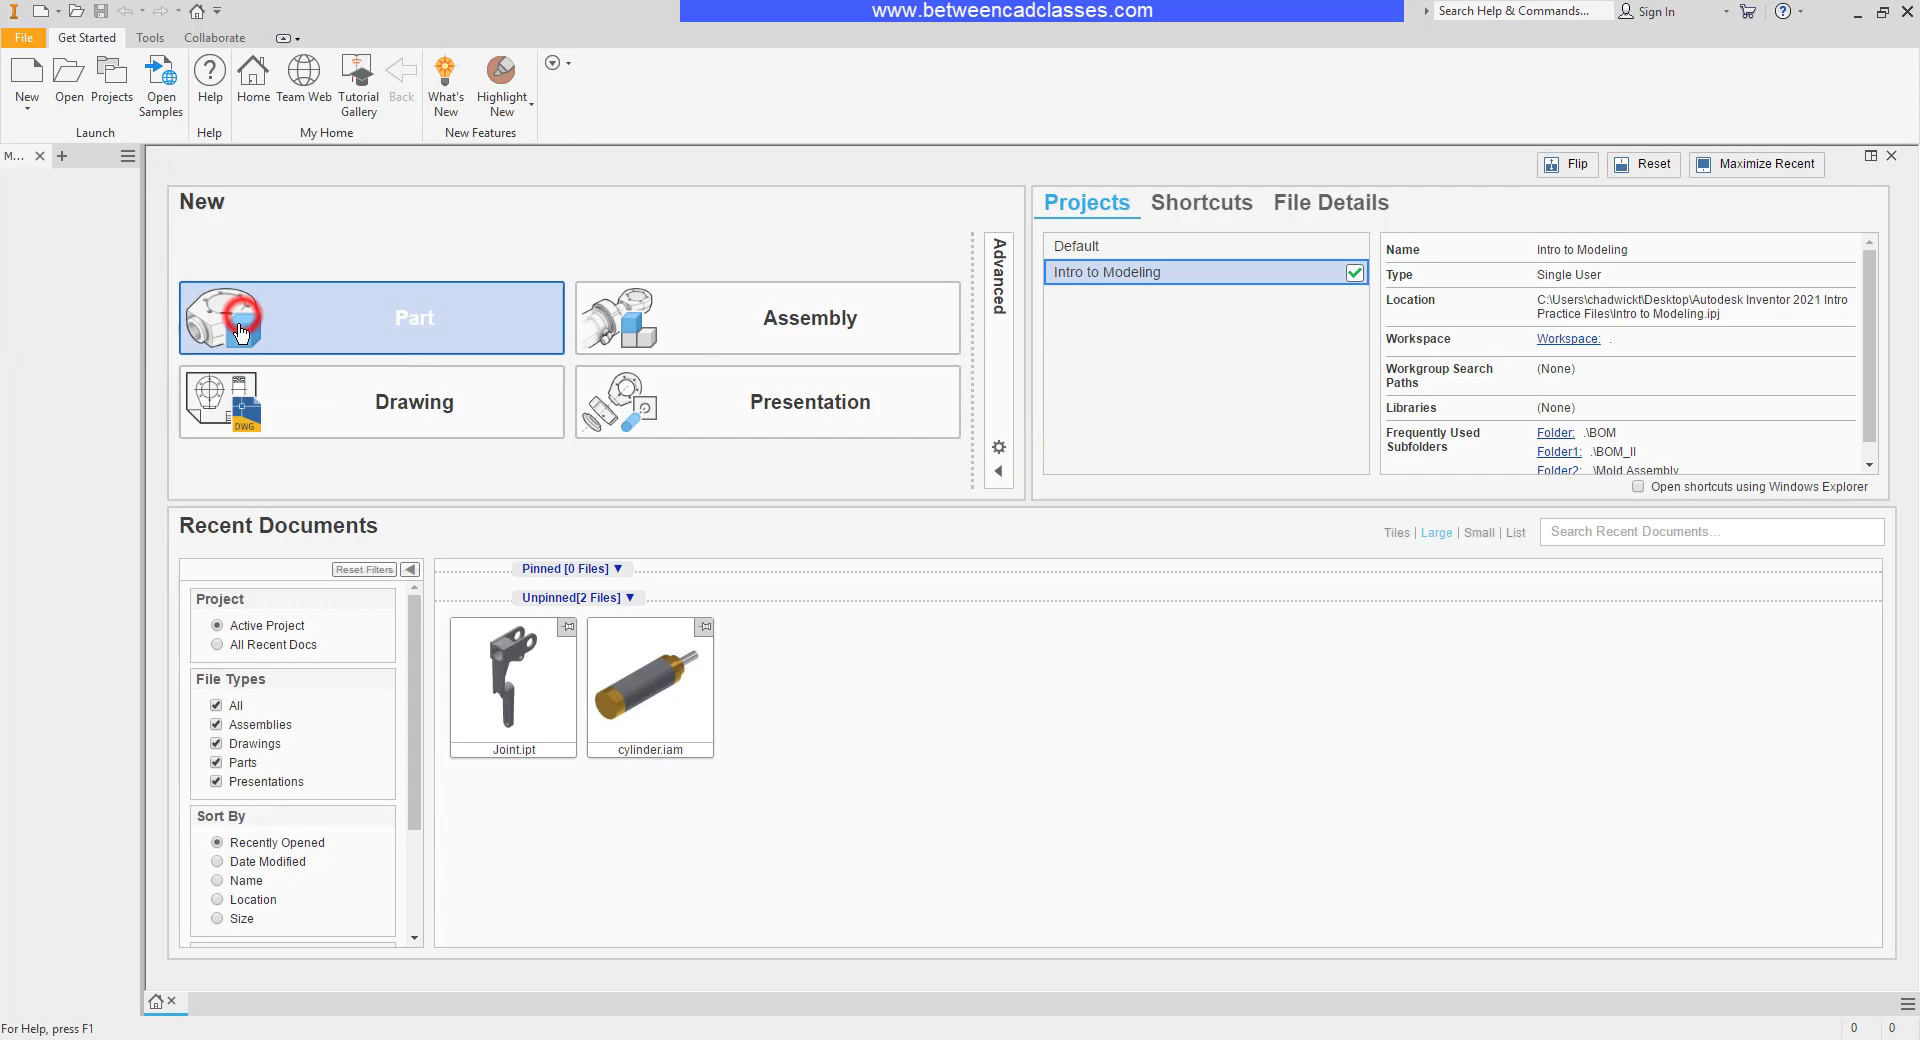 www.betweencadclasses.com
Search Help & Commands...
Sign In
File
Get Started
Tools
Collaborate
New
Open
Projects
Open
Samples
Help
Home
Team Web
Tutorial
Gallery
Back
What's
New
Highlight
New
Launch
Help
My Home
New Features
M...
Flip
Reset
Maximize Recent
New
Part
Assembly
Drawing
DWG
Presentation
Advanced
Projects
Shortcuts
File Details
Default
Intro to Modeling
Name Intro to Modeling
Type Single User
Location C:\Users\chadwickt\Desktop\Autodesk Inventor 2021 Intro
Practice Files\Intro to Modeling.ipj
Workspace Workspace: .
Workgroup Search (None)
Paths
Libraries (None)
Frequently Used Folder: .\BOM
Subfolders Folder1: .\BOM_II
Folder2: .\Mold Assembly
Open shortcuts using Windows Explorer
Recent Documents
Tiles | Large | Small | List
Search Recent Documents...
Reset Filters
Project
Active Project
All Recent Docs
File Types
All
Assemblies
Drawings
Parts
Presentations
Sort By
Recently Opened
Date Modified
Name
Location
Size
Pinned [0 Files] ▼
Unpinned[2 Files] ▼
Joint.ipt
cylinder.iam
For Help, press F1
0 0